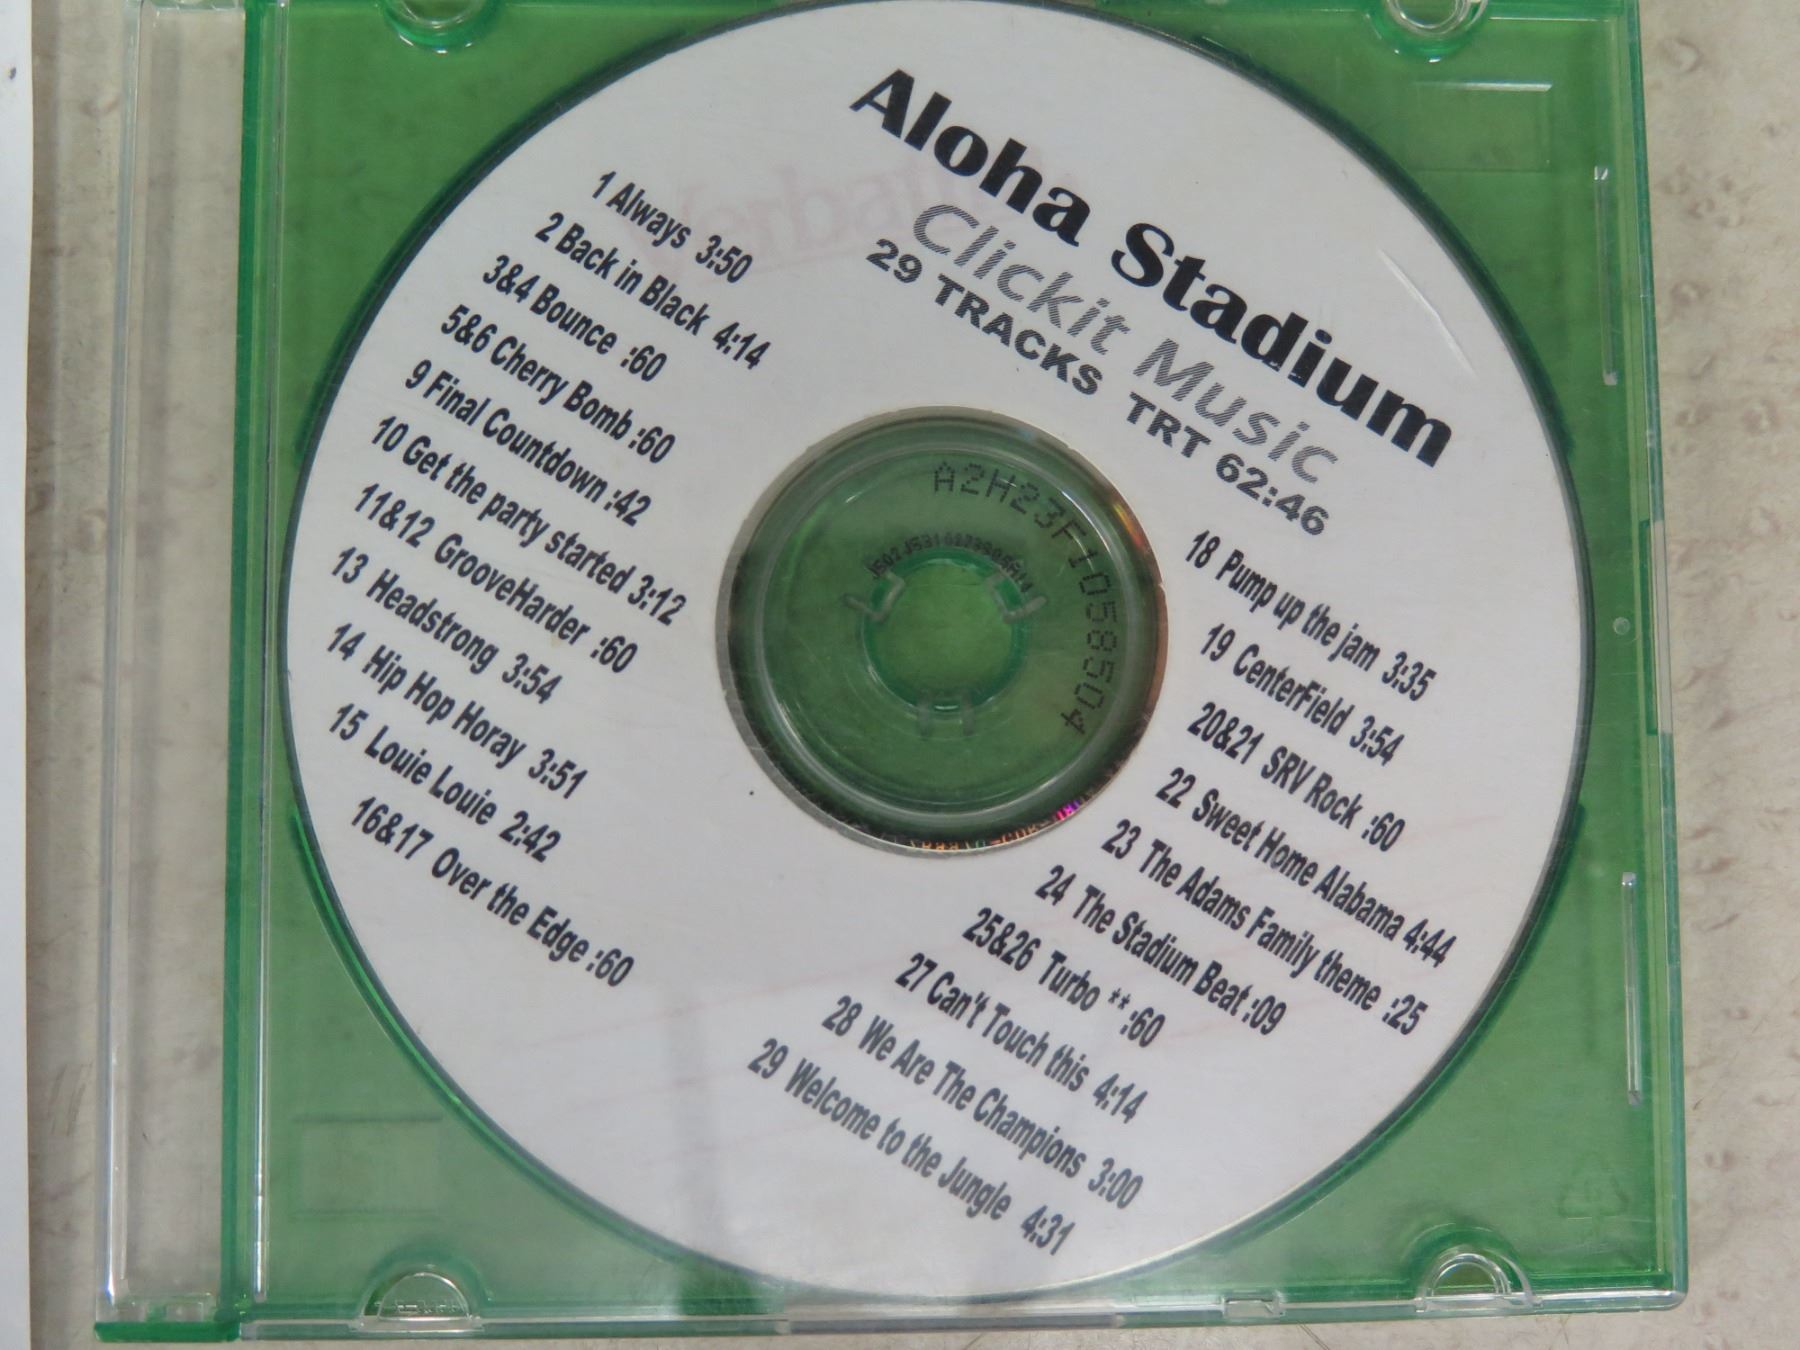 Aloha Stadium
Clickit Music
29 TRACKS TRT 62:46
1 Always 3:50
2 Back in Black 4:14
3&4 Bounce :60
5&6 Cherry Bomb :60
9 Final Countdown :42
10 Get the party started 3:12
11&12 GrooveHarder :60
13 Headstrong 3:54
14 Hip Hop Horay 3:51
15 Louie Louie 2:42
16&17 Over the Edge :60
18 Pump up the jam 3:35
19 CenterField 3:54
20&21 SRV Rock :60
22 Sweet Home Alabama 4:44
23 The Adams Family theme :25
24 The Stadium Beat :09
25&26 Turbo ** :60
27 Can't Touch this 4:14
28 We Are The Champions 3:00
29 Welcome to the Jungle 4:31
A2H23F1058504